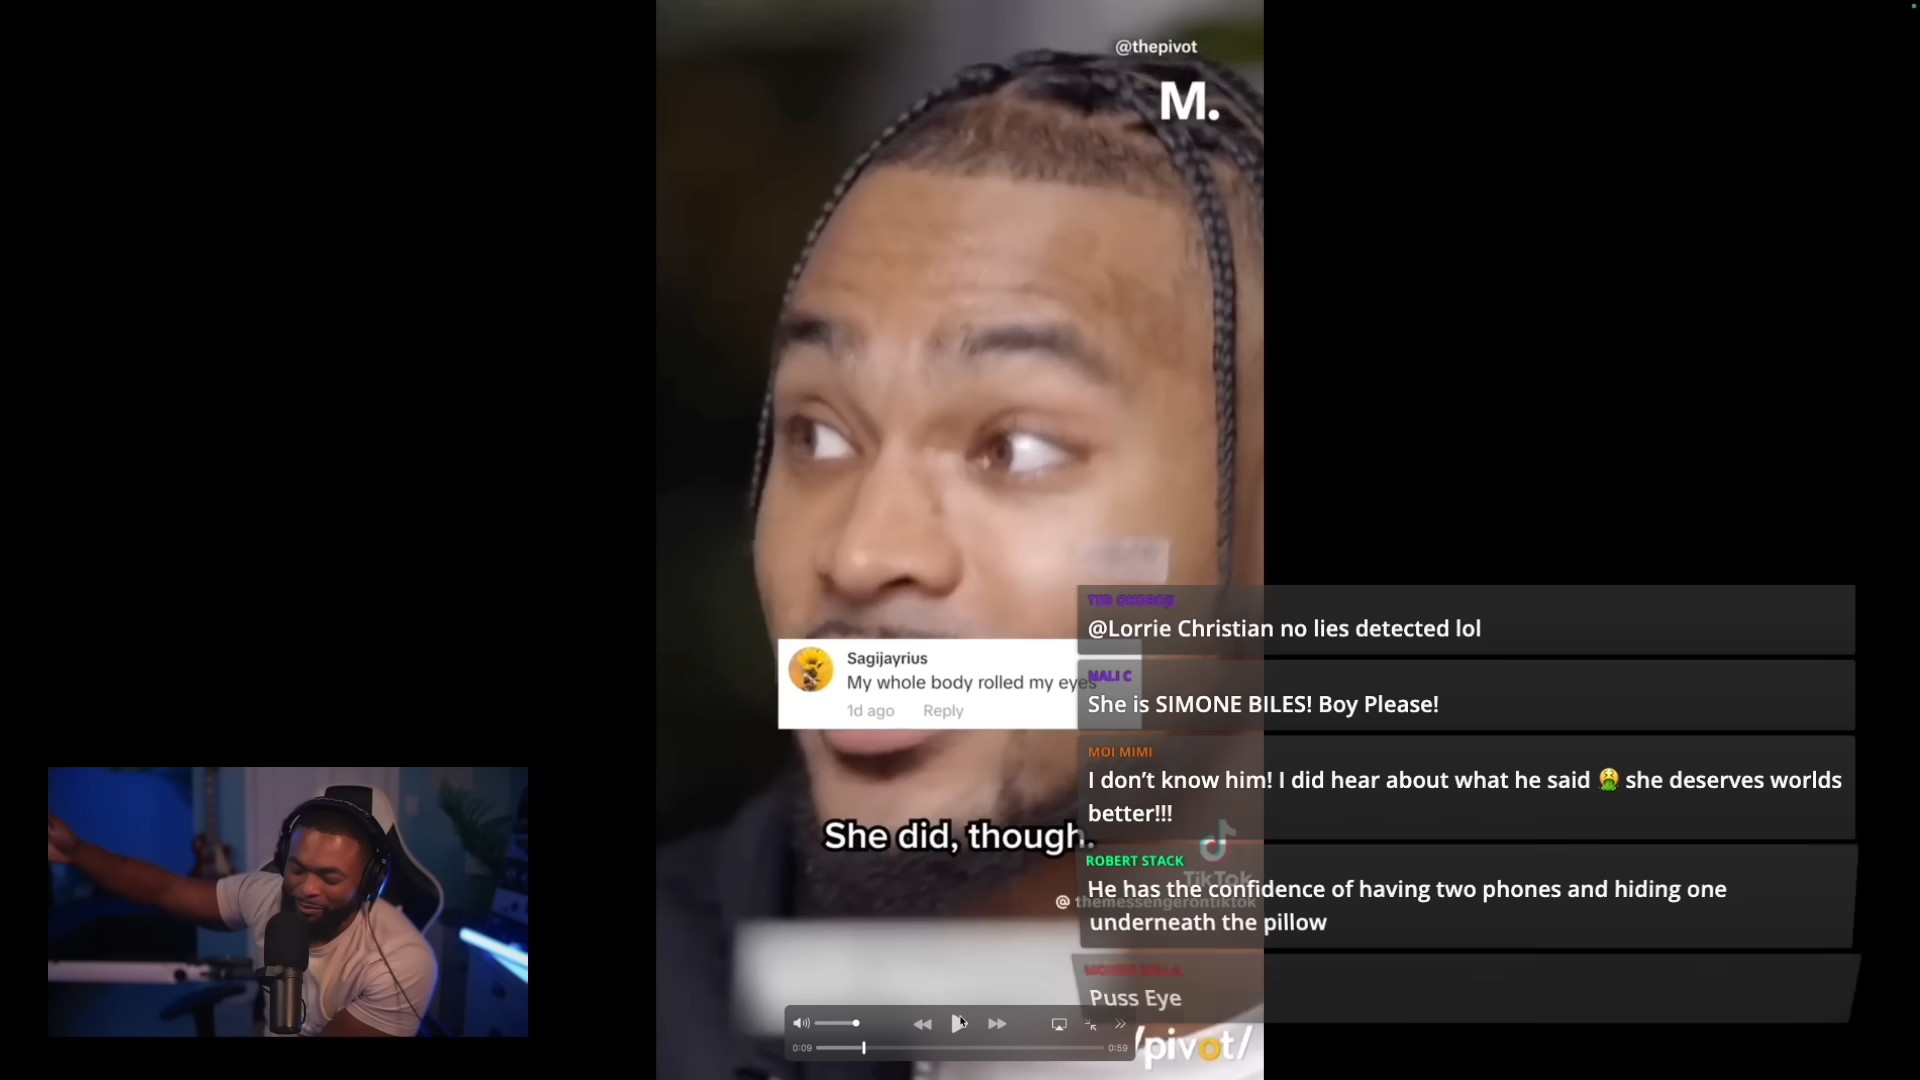 @thepivot
M.
@Lorrie Christian no lies detected lol
Sagijayrius
My whole body rolled my eyes
1d ago Reply
NALI C
She is SIMONE BILES! Boy Please!
MOI MIMI
I don't know him! I did hear about what he said 🤮 she deserves worlds
better!!!
She did, though.
ROBERT STACK
TikTok
He has the confidence of having two phones and hiding one
underneath the pillow
@themessengerontiktok
Puss Eye
0:09
0:59
/pivot/